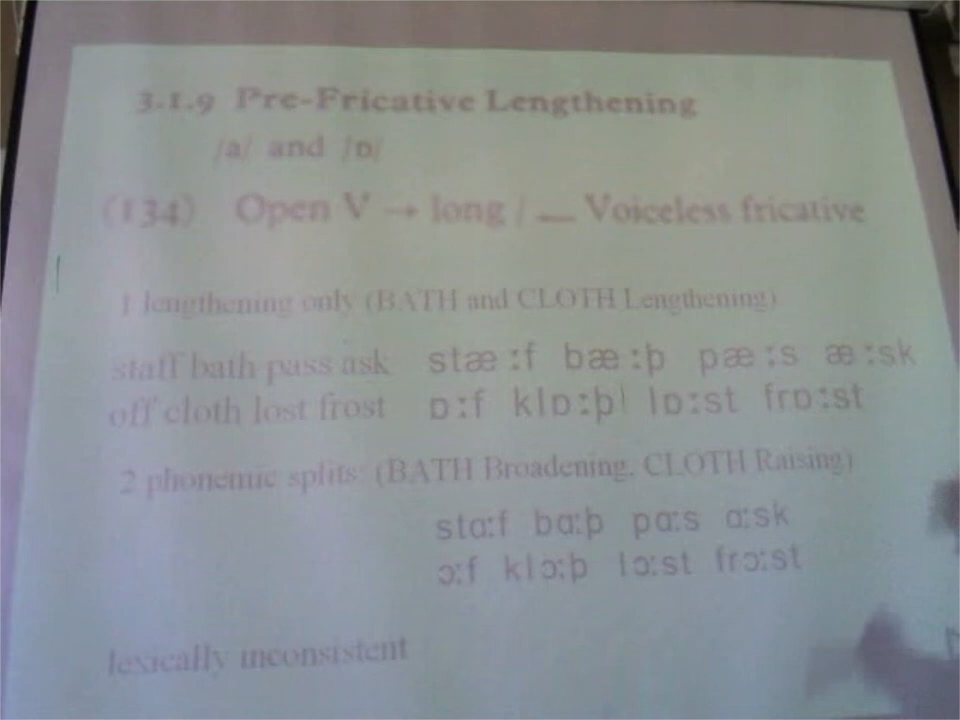 3.1.9 Pre-Fricative Lengthening
/a/ and /ɒ/
(134) Open V → long / __ Voiceless fricative
1 lengthening only (BATH and CLOTH Lengthening)
staff bath pass ask stæːf bæːþ pæːs æːsk
off cloth lost frost ɒːf klɒːþ lɒːst frɒːst
2 phonemic splits: (BATH Broadening, CLOTH Raising)
stɑːf bɑːþ pɑːs ɑːsk
ɔːf klɔːþ lɔːst frɔːst
lexically inconsistent